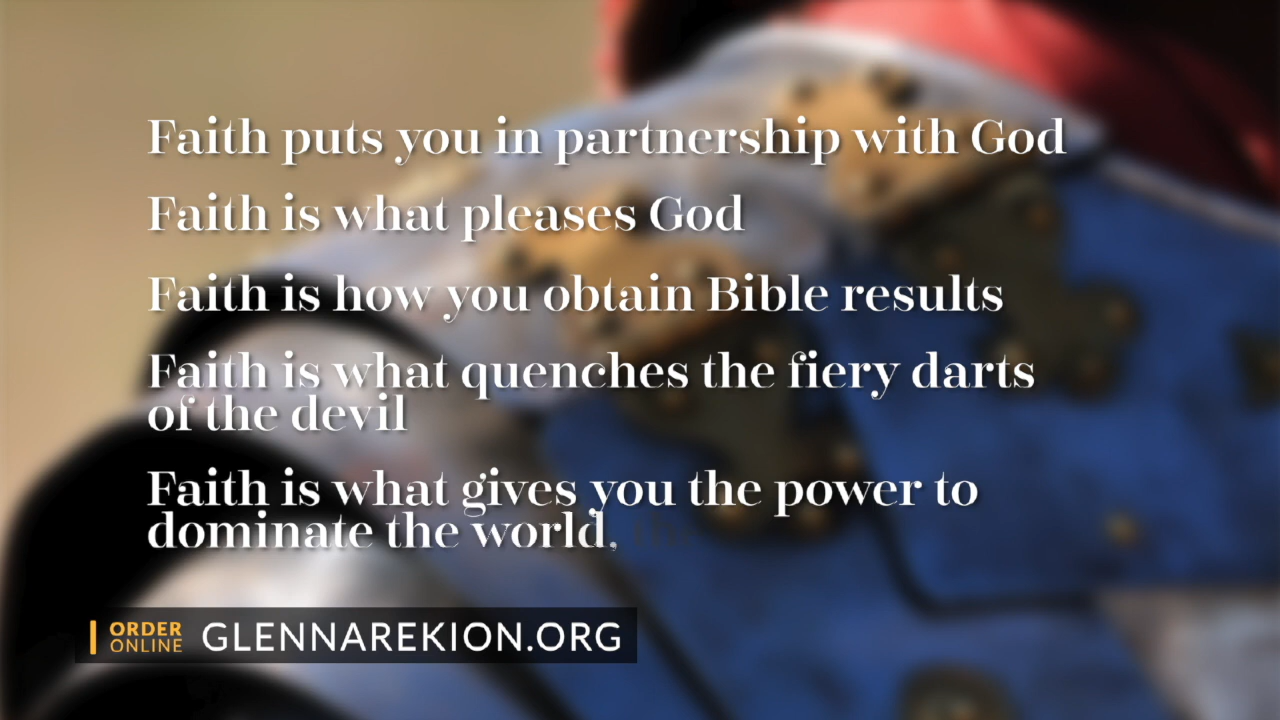 Faith puts you in partnership with God
Faith is what pleases God
Faith is how you obtain Bible results
Faith is what quenches the fiery darts
of the devil
Faith is what gives you the power to
dominate the world,
ORDER
ONLINE
GLENNAREKION.ORG